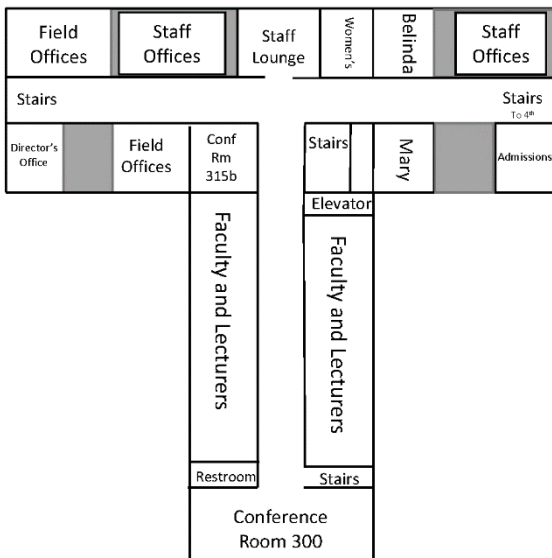 Field
Offices
Staff
Offices
Staff
Lounge
Women's
Belinda
Staff
Offices
Stairs
Stairs
To 4th
Director's
Office
Field
Offices
Conf
Rm
315b
Stairs
Mary
Admissions
Elevator
Faculty and Lecturers
Faculty and Lecturers
Restroom
Stairs
Conference
Room 300